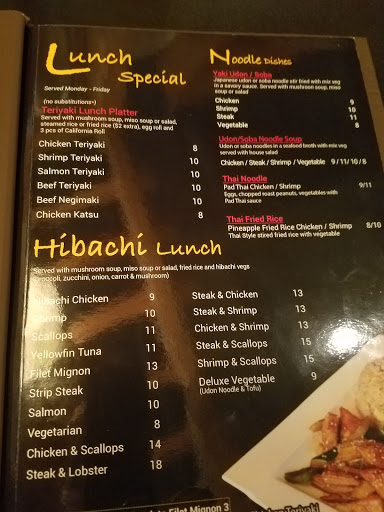 Lunch
Special
Served Monday - Friday
(no substitutions+)
Teriyaki Lunch Platter
Served with mushroom soup, miso soup or salad,
steamed rice or fried rice ($2 extra), egg roll and
3 pcs of California Roll
Chicken Teriyaki 8
Shrimp Teriyaki 10
Salmon Teriyaki 10
Beef Teriyaki 10
Beef Negimaki 10
Chicken Katsu 8
Noodle Dishes
Yaki Udon / Soba
Japanese udon or soba noodle stir fried with mix veg
in a savory sauce. Served with mushroom soup, miso
soup or salad
Chicken 9
Shrimp 10
Steak 11
Vegetable 8
Udon/Soba Noodle Soup
Udon or soba noodles in a seafood broth with mix veg
served with house salad
Chicken / Steak / Shrimp / Vegetable 9 / 11 / 10 / 8
Thai Noodle
Pad Thai Chicken / Shrimp 9/11
Eggs, chopped roast peanuts, vegetables with
Pad Thai sauce
Thai Fried Rice
Pineapple Fried Rice Chicken / Shrimp 8/10
Thai Style stired fried rice with vegetable
Hibachi Lunch
Served with mushroom soup, miso soup or salad, fried rice and hibachi vegs
(broccoli, zucchini, onion, carrot & mushroom)
Hibachi Chicken 9
Shrimp 10
Scallops 11
Yellowfin Tuna 11
Filet Mignon 13
Strip Steak 10
Salmon 10
Vegetarian 8
Chicken & Scallops 14
Steak & Lobster 18
Steak & Chicken 13
Steak & Shrimp 13
Chicken & Shrimp 13
Steak & Scallops 15
Shrimp & Scallops 15
Deluxe Vegetable 9
(Udon Noodle & Tofu)
Filet Mignon 3
Teriyaki